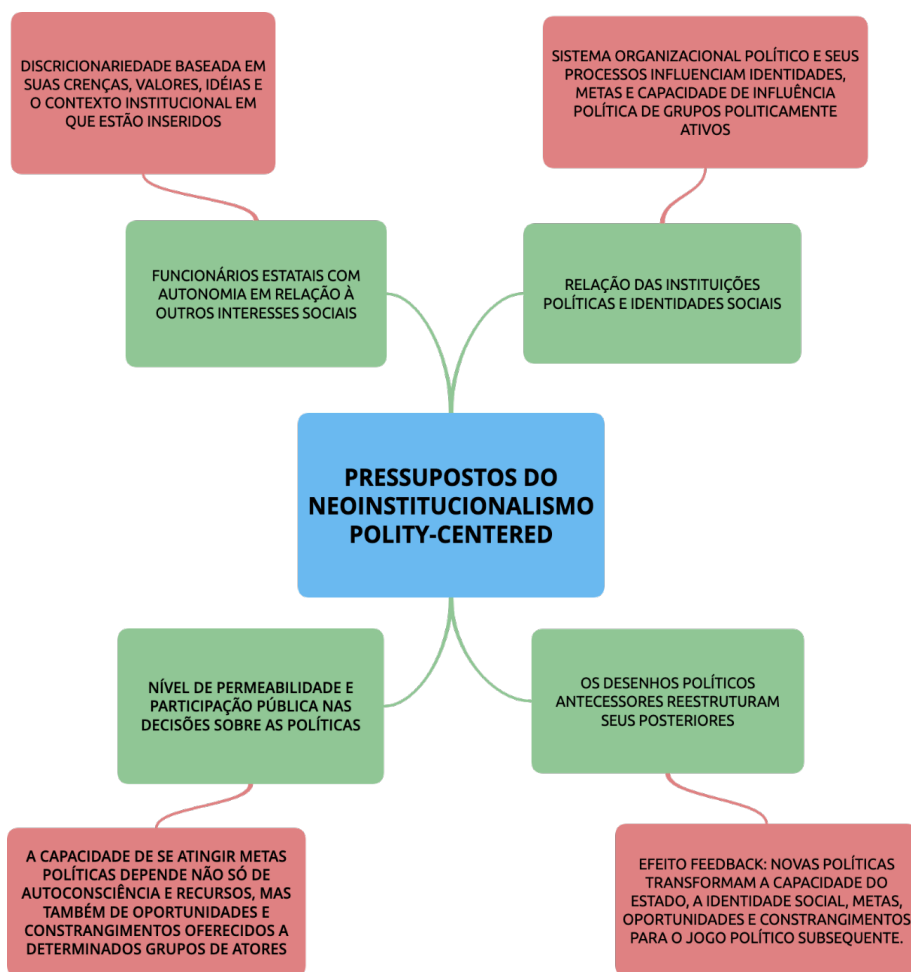 DISCRICIONARIEDADE BASEADA EM
SUAS CRENÇAS, VALORES, IDÉIAS E
O CONTEXTO INSTITUCIONAL EM
QUE ESTÃO INSERIDOS
SISTEMA ORGANIZACIONAL POLÍTICO E SEUS
PROCESSOS INFLUENCIAM IDENTIDADES,
METAS E CAPACIDADE DE INFLUÊNCIA
POLÍTICA DE GRUPOS POLITICAMENTE
ATIVOS
FUNCIONÁRIOS ESTATAIS COM
AUTONOMIA EM RELAÇÃO À
OUTROS INTERESSES SOCIAIS
RELAÇÃO DAS INSTITUIÇÕES
POLÍTICAS E IDENTIDADES SOCIAIS
PRESSUPOSTOS DO
NEOINSTITUCIONALISMO
POLITY-CENTERED
NÍVEL DE PERMEABILIDADE E
PARTICIPAÇÃO PÚBLICA NAS
DECISÕES SOBRE AS POLÍTICAS
OS DESENHOS POLÍTICOS
ANTECESSORES REESTRUTURAM
SEUS POSTERIORES
A CAPACIDADE DE SE ATINGIR METAS
POLÍTICAS DEPENDE NÃO SÓ DE
AUTOCONSCIÊNCIA E RECURSOS, MAS
TAMBÉM DE OPORTUNIDADES E
CONSTRANGIMENTOS OFERECIDOS A
DETERMINADOS GRUPOS DE ATORES
EFEITO FEEDBACK: NOVAS POLÍTICAS
TRANSFORMAM A CAPACIDADE DO
ESTADO, A IDENTIDADE SOCIAL, METAS,
OPORTUNIDADES E CONSTRANGIMENTOS
PARA O JOGO POLÍTICO SUBSEQUENTE.